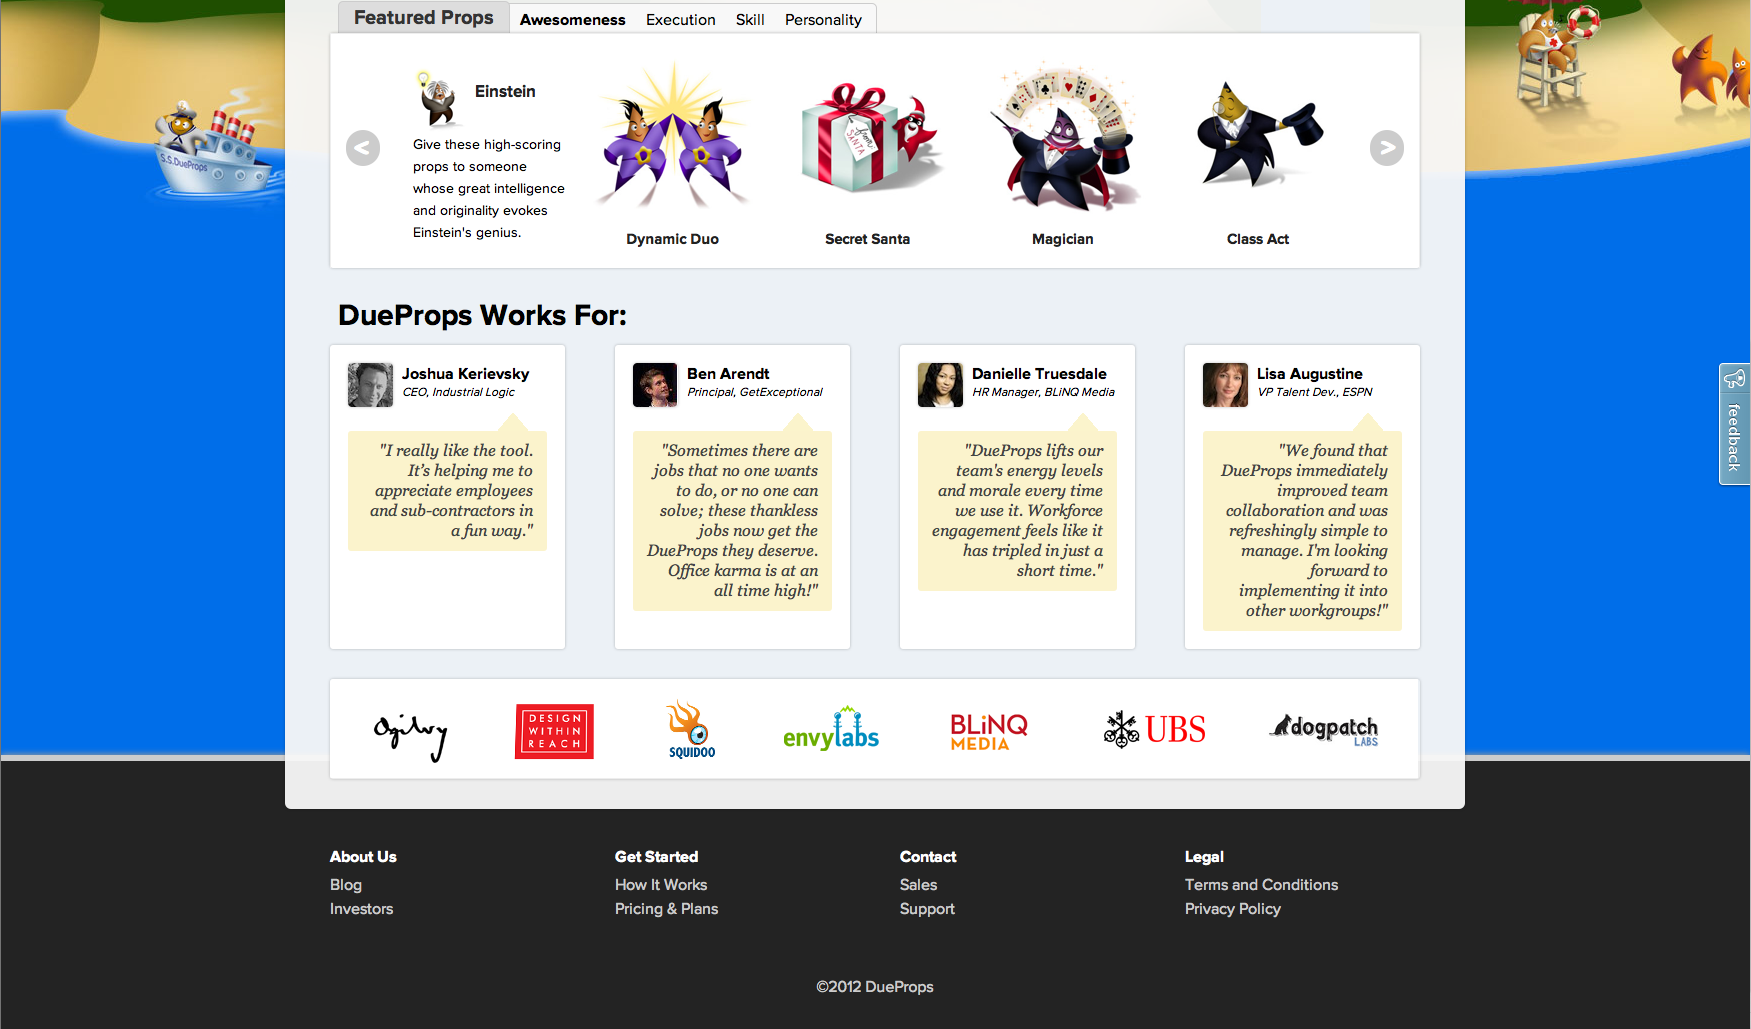 Featured Props
Awesomeness Execution Skill Personality
S.S.DueProps
<
Einstein
Give these high-scoring
props to someone
whose great intelligence
and originality evokes
Einstein's genius.
Dynamic Duo
from
SANTA
Secret Santa
Magician
Class Act
>
DueProps Works For:
Joshua Kerievsky
CEO, Industrial Logic
"I really like the tool.
It’s helping me to
appreciate employees
and sub-contractors in
a fun way."
Ben Arendt
Principal, GetExceptional
"Sometimes there are
jobs that no one wants
to do, or no one can
solve; these thankless
jobs now get the
DueProps they deserve.
Office karma is at an
all time high!"
Danielle Truesdale
HR Manager, BLiNQ Media
"DueProps lifts our
team's energy levels
and morale every time
we use it. Workforce
engagement feels like it
has tripled in just a
short time."
Lisa Augustine
VP Talent Dev., ESPN
"We found that
DueProps immediately
improved team
collaboration and was
refreshingly simple to
manage. I'm looking
forward to
implementing it into
other workgroups!"
feedback
Ogilvy
DESIGN
WITHIN
REACH
SQUIDOO
envylabs
BLiNQ
MEDIA
UBS
dogpatch
LABS
About Us
Blog
Investors
Get Started
How It Works
Pricing & Plans
Contact
Sales
Support
Legal
Terms and Conditions
Privacy Policy
©2012 DueProps